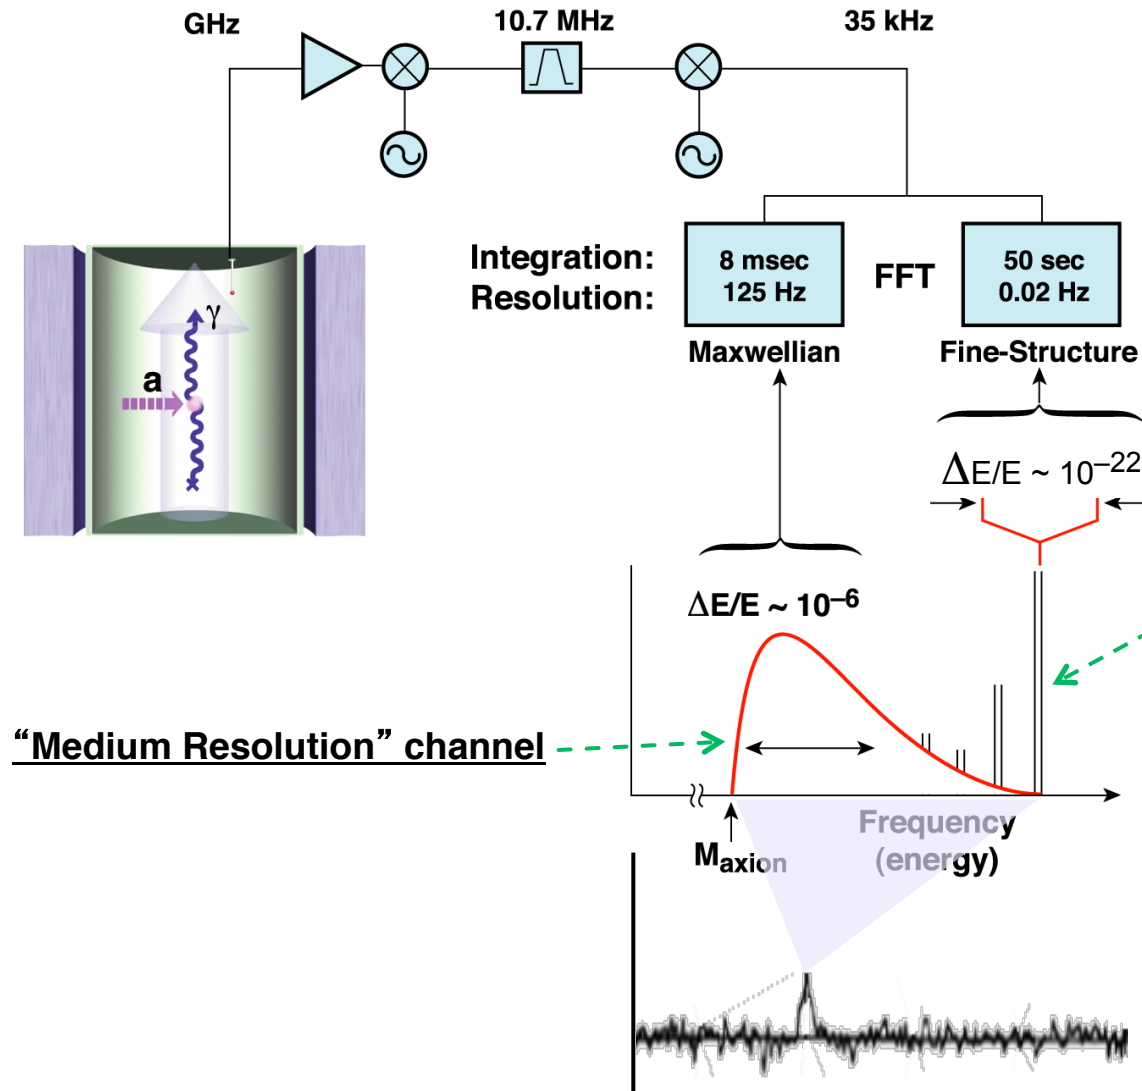 GHz
10.7 MHz
35 kHz
Integration:
Resolution:
8 msec
125 Hz
FFT
50 sec
0.02 Hz
Maxwellian
Fine-Structure
γ
a
ΔE/E ~ 10⁻²²
ΔE/E ~ 10⁻⁶
“Medium Resolution” channel
Frequency
(energy)
Maxion